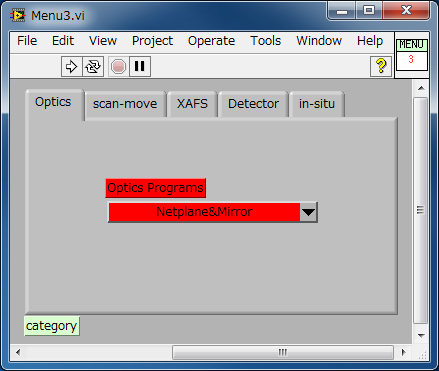 Menu3.vi
File Edit View Project Operate Tools Window Help
MENU
3
?
Optics scan-move XAFS Detector in-situ
Optics Programs
Netplane&Mirror
category